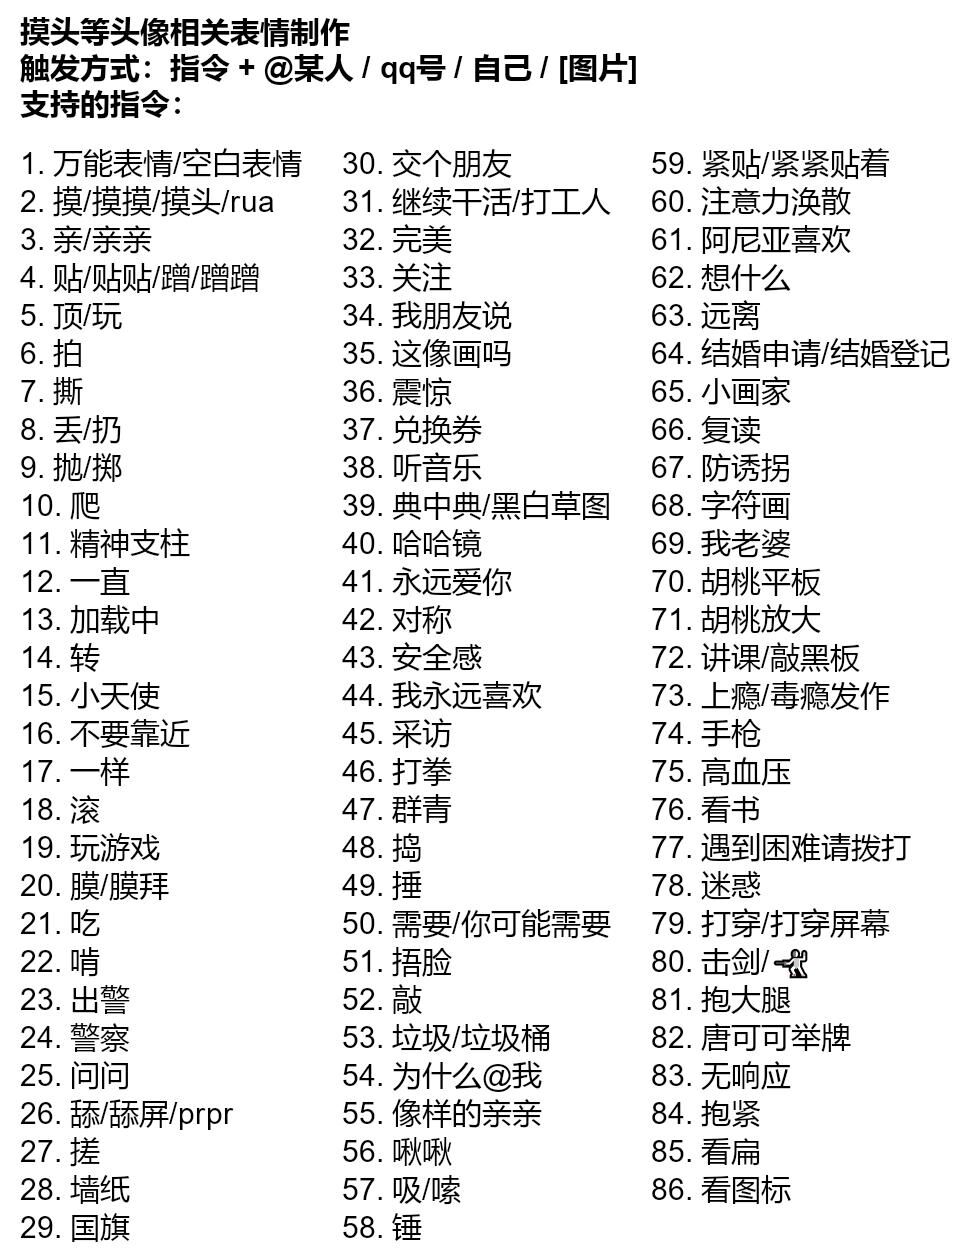 摸头等头像相关表情制作
触发方式：指令 + @某人 / qq号 / 自己 / [图片]
支持的指令：
1. 万能表情/空白表情
2. 摸/摸摸/摸头/rua
3. 亲/亲亲
4. 贴/贴贴/蹭/蹭蹭
5. 顶/玩
6. 拍
7. 撕
8. 丢/扔
9. 抛/掷
10. 爬
11. 精神支柱
12. 一直
13. 加载中
14. 转
15. 小天使
16. 不要靠近
17. 一样
18. 滚
19. 玩游戏
20. 膜/膜拜
21. 吃
22. 啃
23. 出警
24. 警察
25. 问问
26. 舔/舔屏/prpr
27. 搓
28. 墙纸
29. 国旗
30. 交个朋友
31. 继续干活/打工人
32. 完美
33. 关注
34. 我朋友说
35. 这像画吗
36. 震惊
37. 兑换券
38. 听音乐
39. 典中典/黑白草图
40. 哈哈镜
41. 永远爱你
42. 对称
43. 安全感
44. 我永远喜欢
45. 采访
46. 打拳
47. 群青
48. 捣
49. 捶
50. 需要/你可能需要
51. 捂脸
52. 敲
53. 垃圾/垃圾桶
54. 为什么@我
55. 像样的亲亲
56. 啾啾
57. 吸/嗦
58. 锤
59. 紧贴/紧紧贴着
60. 注意力涣散
61. 阿尼亚喜欢
62. 想什么
63. 远离
64. 结婚申请/结婚登记
65. 小画家
66. 复读
67. 防诱拐
68. 字符画
69. 我老婆
70. 胡桃平板
71. 胡桃放大
72. 讲课/敲黑板
73. 上瘾/毒瘾发作
74. 手枪
75. 高血压
76. 看书
77. 遇到困难请拨打
78. 迷惑
79. 打穿/打穿屏幕
80. 击剑/🤺
81. 抱大腿
82. 唐可可举牌
83. 无响应
84. 抱紧
85. 看扁
86. 看图标